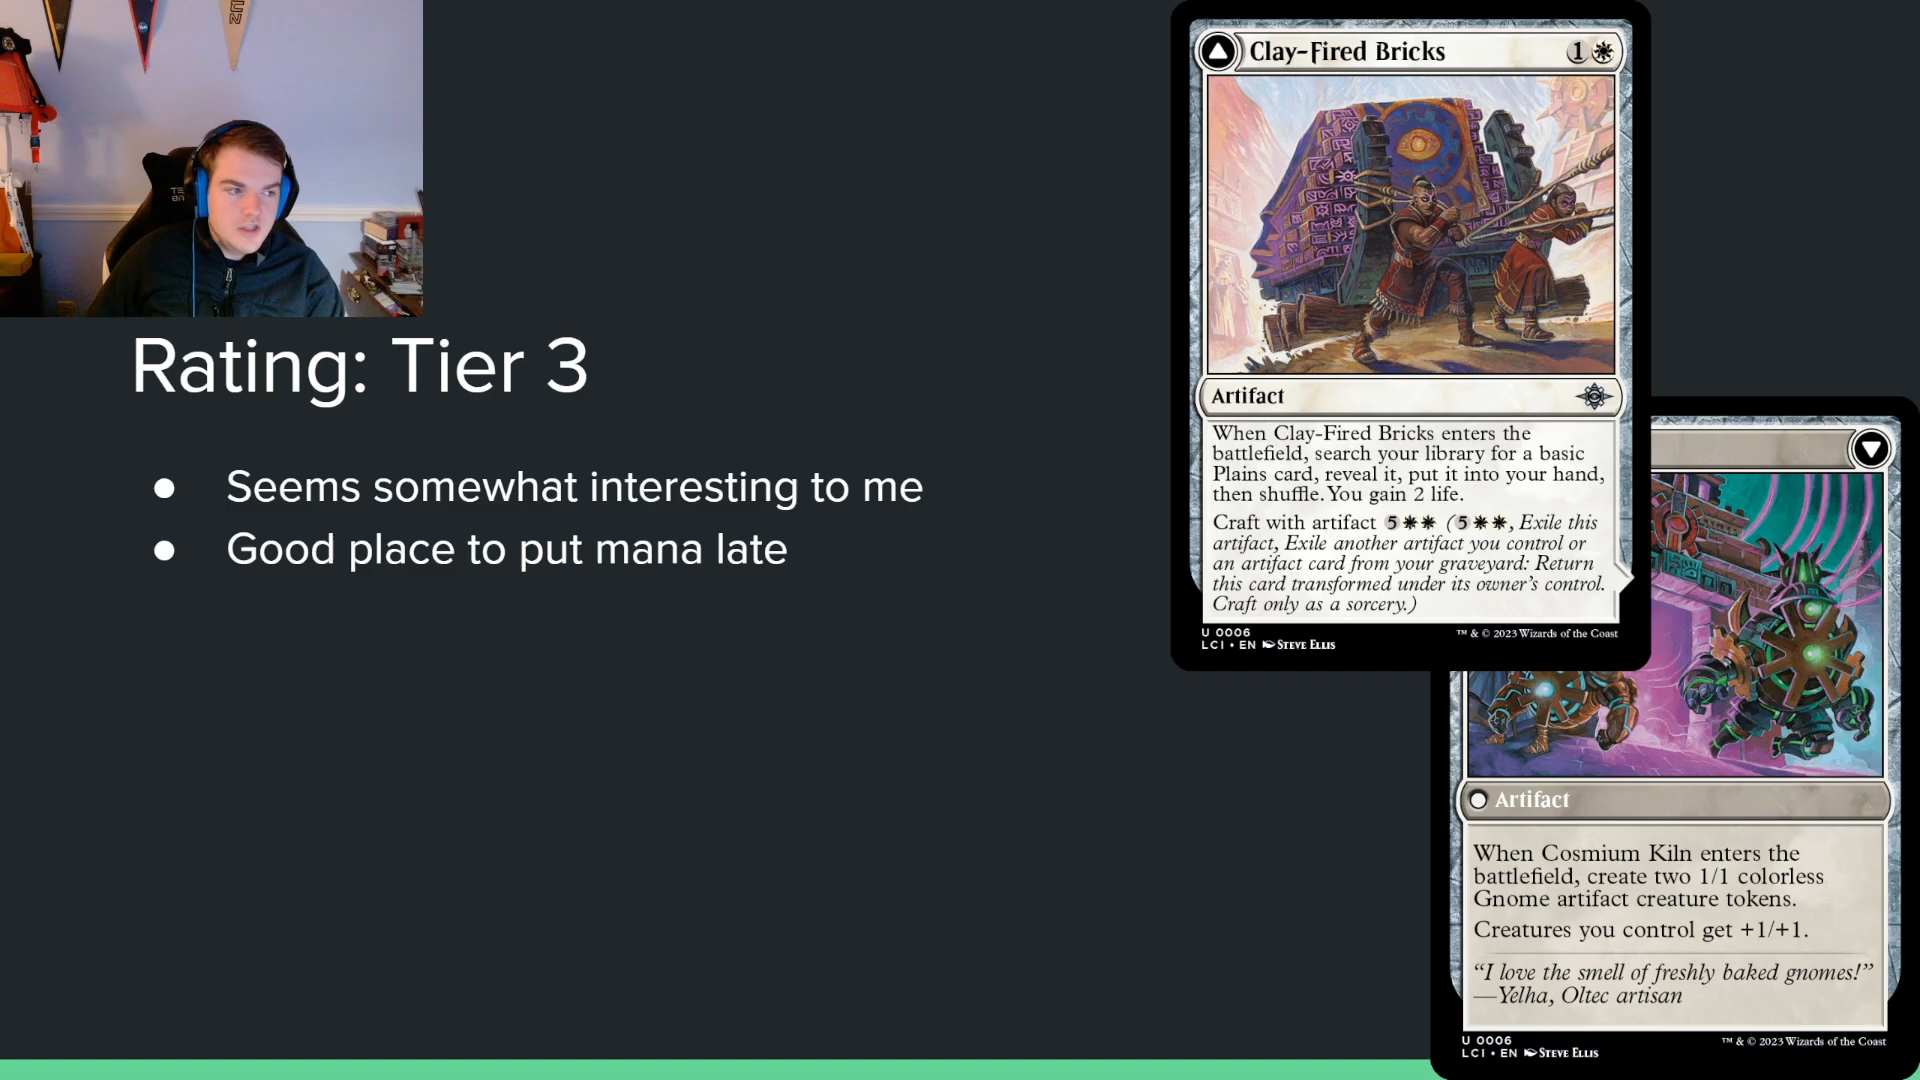 Rating: Tier 3
● Seems somewhat interesting to me
● Good place to put mana late
Clay-Fired Bricks 1
Artifact
When Clay-Fired Bricks enters the
battlefield, search your library for a basic
Plains card, reveal it, put it into your hand,
then shuffle. You gain 2 life.
Craft with artifact 5 (5, Exile this
artifact, Exile another artifact you control or
an artifact card from your graveyard: Return
this card transformed under its owner's control.
Craft only as a sorcery.)
U 0006
LCI • EN STEVE ELLIS
™ & © 2023 Wizards of the Coast
Artifact
When Cosmium Kiln enters the
battlefield, create two 1/1 colorless
Gnome artifact creature tokens.
Creatures you control get +1/+1.
"I love the smell of freshly baked gnomes!"
—Yelha, Oltec artisan
U 0006
LCI • EN STEVE ELLIS
™ & © 2023 Wizards of the Coast